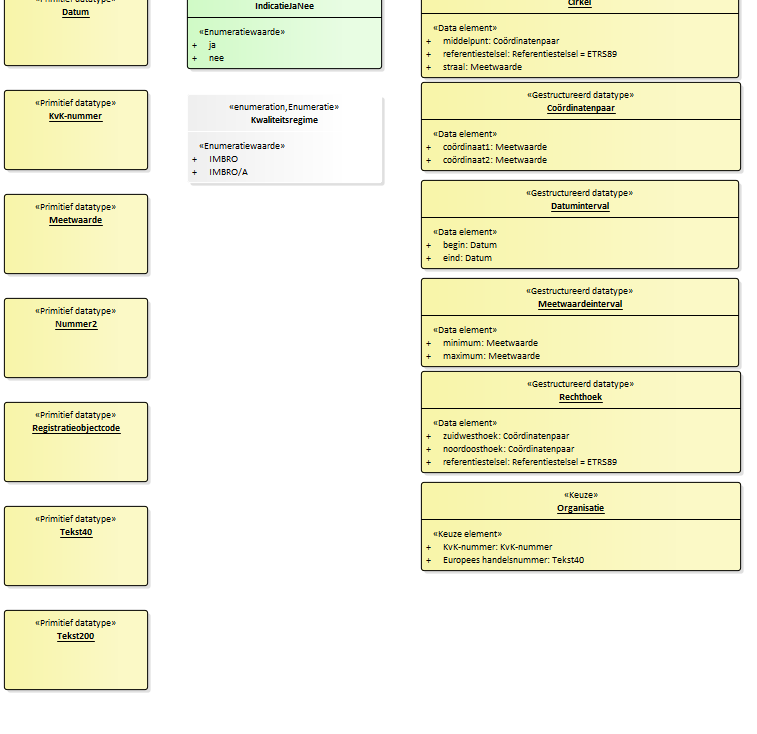 «Primitief datatype»
Datum
«Primitief datatype»
KvK-nummer
«Primitief datatype»
Meetwaarde
«Primitief datatype»
Nummer2
«Primitief datatype»
Registratieobjectcode
«Primitief datatype»
Tekst40
«Primitief datatype»
Tekst200
IndicatieJaNee
«Enumeratiewaarde»
+ ja
+ nee
«enumeration,Enumeratie»
Kwaliteitsregime
«Enumeratiewaarde»
+ IMBRO
+ IMBRO/A
Cirkel
«Data element»
+ middelpunt: Coördinatenpaar
+ referentiestelsel: Referentiestelsel = ETRS89
+ straal: Meetwaarde
«Gestructureerd datatype»
Coördinatenpaar
«Data element»
+ coördinaat1: Meetwaarde
+ coördinaat2: Meetwaarde
«Gestructureerd datatype»
Datuminterval
«Data element»
+ begin: Datum
+ eind: Datum
«Gestructureerd datatype»
Meetwaardeinterval
«Data element»
+ minimum: Meetwaarde
+ maximum: Meetwaarde
«Gestructureerd datatype»
Rechthoek
«Data element»
+ zuidwesthoek: Coördinatenpaar
+ noordoosthoek: Coördinatenpaar
+ referentiestelsel: Referentiestelsel = ETRS89
«Keuze»
Organisatie
«Keuze element»
+ KvK-nummer: KvK-nummer
+ Europees handelsnummer: Tekst40